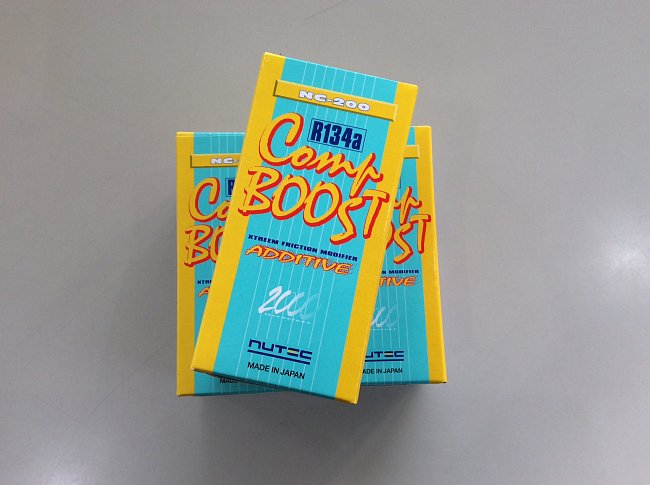 NC-200
R134a
Comp
BOOST
XTREEM FRICTION MODIFIER
ADDITIVE
2000
nutec
MADE IN JAPAN